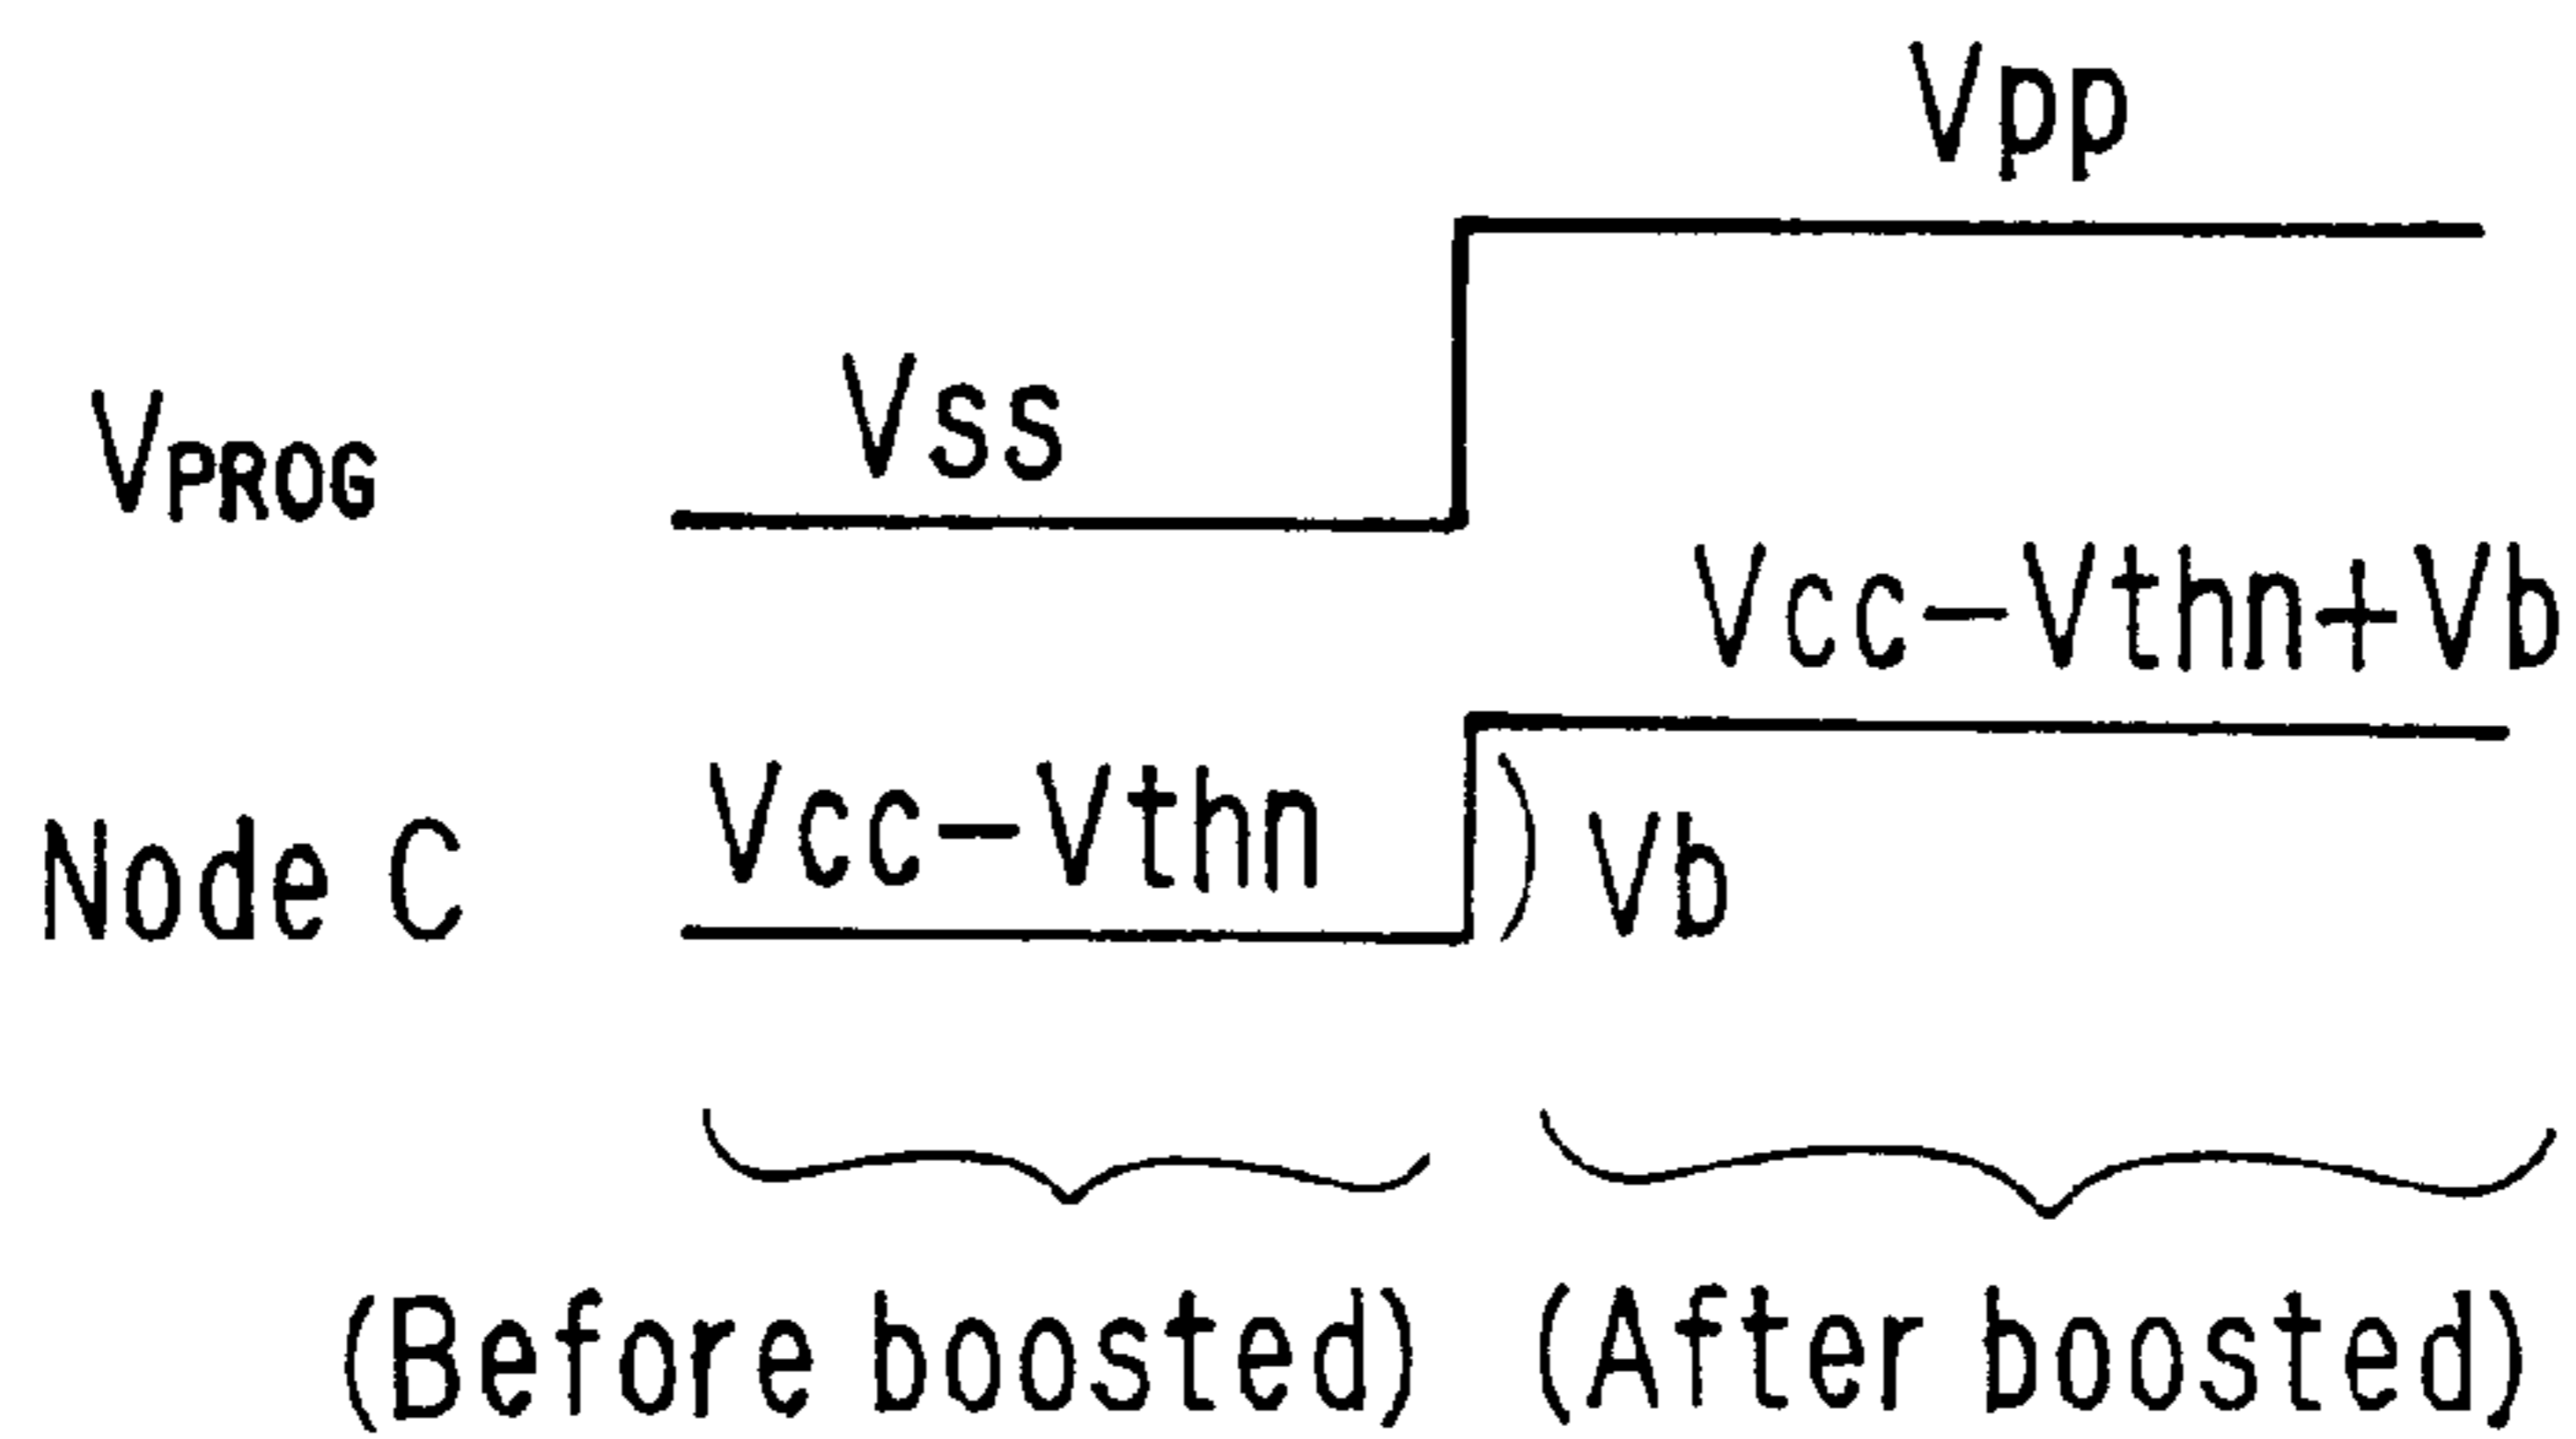 Vpp
VPROG Vss
Vcc-Vthn+Vb
Node C Vcc-Vthn Vb
(Before boosted) (After boosted)